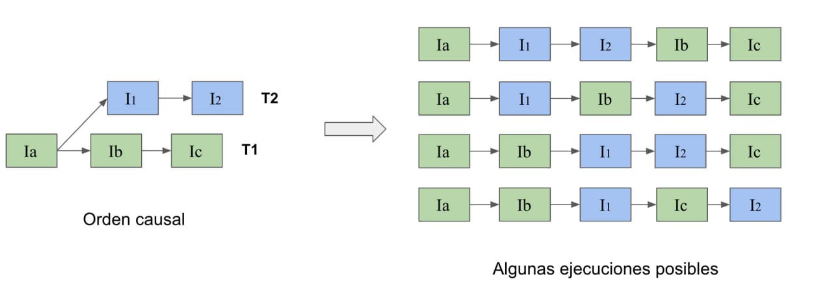 I1 I2 T2
Ia Ib Ic T1
Orden causal
Ia I1 I2 Ib Ic
Ia I1 Ib I2 Ic
Ia Ib I1 I2 Ic
Ia Ib I1 Ic I2
Algunas ejecuciones posibles